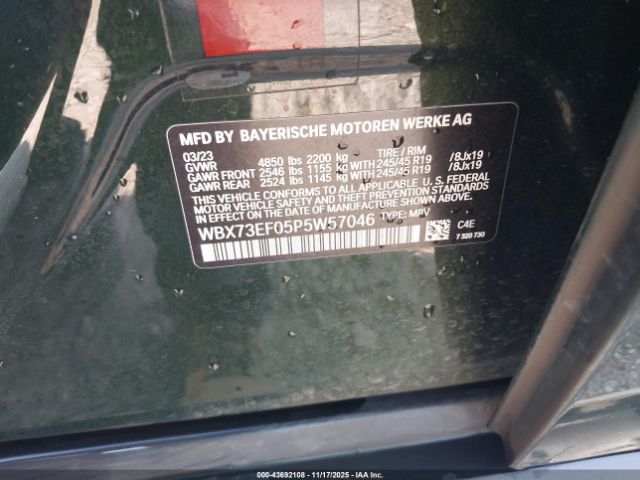 MFD BY BAYERISCHE MOTOREN WERKE AG
03/23 TIRE / RIM
GVWR 4850 lbs 2200 kg
GAWR FRONT 2546 lbs 1155 kg WITH 245/45 R19 /8Jx19
GAWR REAR 2524 lbs 1145 kg WITH 245/45 R19 /8Jx19
THIS VEHICLE CONFORMS TO ALL APPLICABLE U. S. FEDERAL
MOTOR VEHICLE SAFETY AND THEFT PREVENTION STANDARDS
IN EFFECT ON THE DATE OF MANUFACTURE SHOWN ABOVE.
WBX73EF05P5W57046 TYPE: MPV
C4E
7 320 730
000-43692108 - 11/17/2025 - IAAI.COM